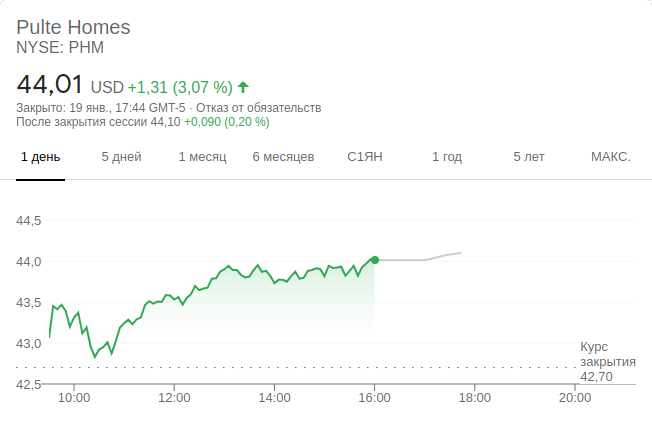 Pulte Homes
NYSE: PHM
44,01 USD +1,31 (3,07 %)
Закрыто: 19 янв., 17:44 GMT-5 · Отказ от обязательств
После закрытия сессии 44,10 +0,090 (0,20 %)
1 день 5 дней 1 месяц 6 месяцев С1ЯН 1 год 5 лет МАКС.
44,5
44,0
43,5
43,0
Курс
закрытия
42,70
42,5
10:00 12:00 14:00 16:00 18:00 20:00